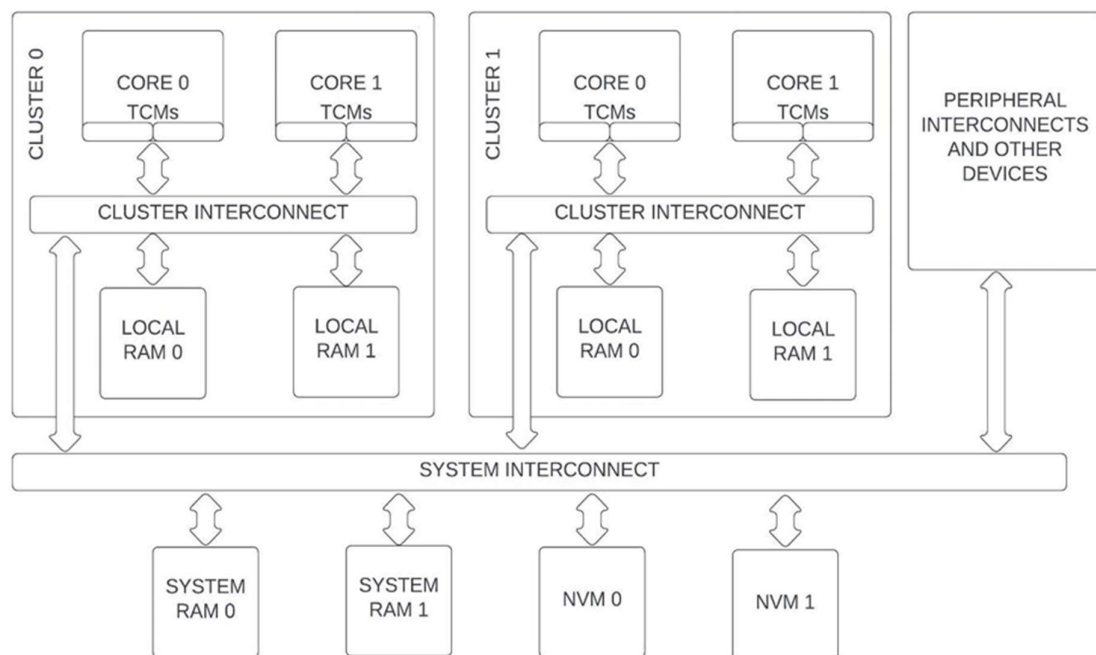 CLUSTER 0
CORE 0
TCMs
CORE 1
TCMs
CLUSTER INTERCONNECT
LOCAL
RAM 0
LOCAL
RAM 1
CLUSTER 1
CORE 0
TCMs
CORE 1
TCMs
CLUSTER INTERCONNECT
LOCAL
RAM 0
LOCAL
RAM 1
PERIPHERAL
INTERCONNECTS
AND OTHER
DEVICES
SYSTEM INTERCONNECT
SYSTEM
RAM 0
SYSTEM
RAM 1
NVM 0
NVM 1